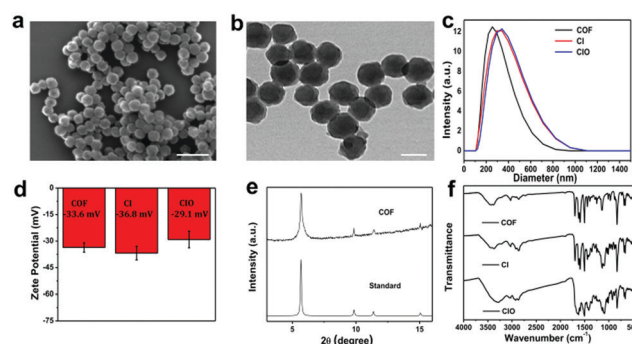 a
b
c
COF
CI
CIO
Intensity (a.u.)
12
10
8
6
4
2
0
0 200 400 600 800 1000 1200 1400
Diameter (nm)
d
Zete Potential (mV)
0
-15
-30
-45
-60
-75
COF
-33.6 mV
CI
-36.8 mV
CIO
-29.1 mV
e
Intensity (a.u.)
COF
Standard
5 10 15
2θ (degree)
f
Transmittance
COF
CI
CIO
4000 3500 3000 2500 2000 1500 1000 500
Wavenumber (cm⁻¹)